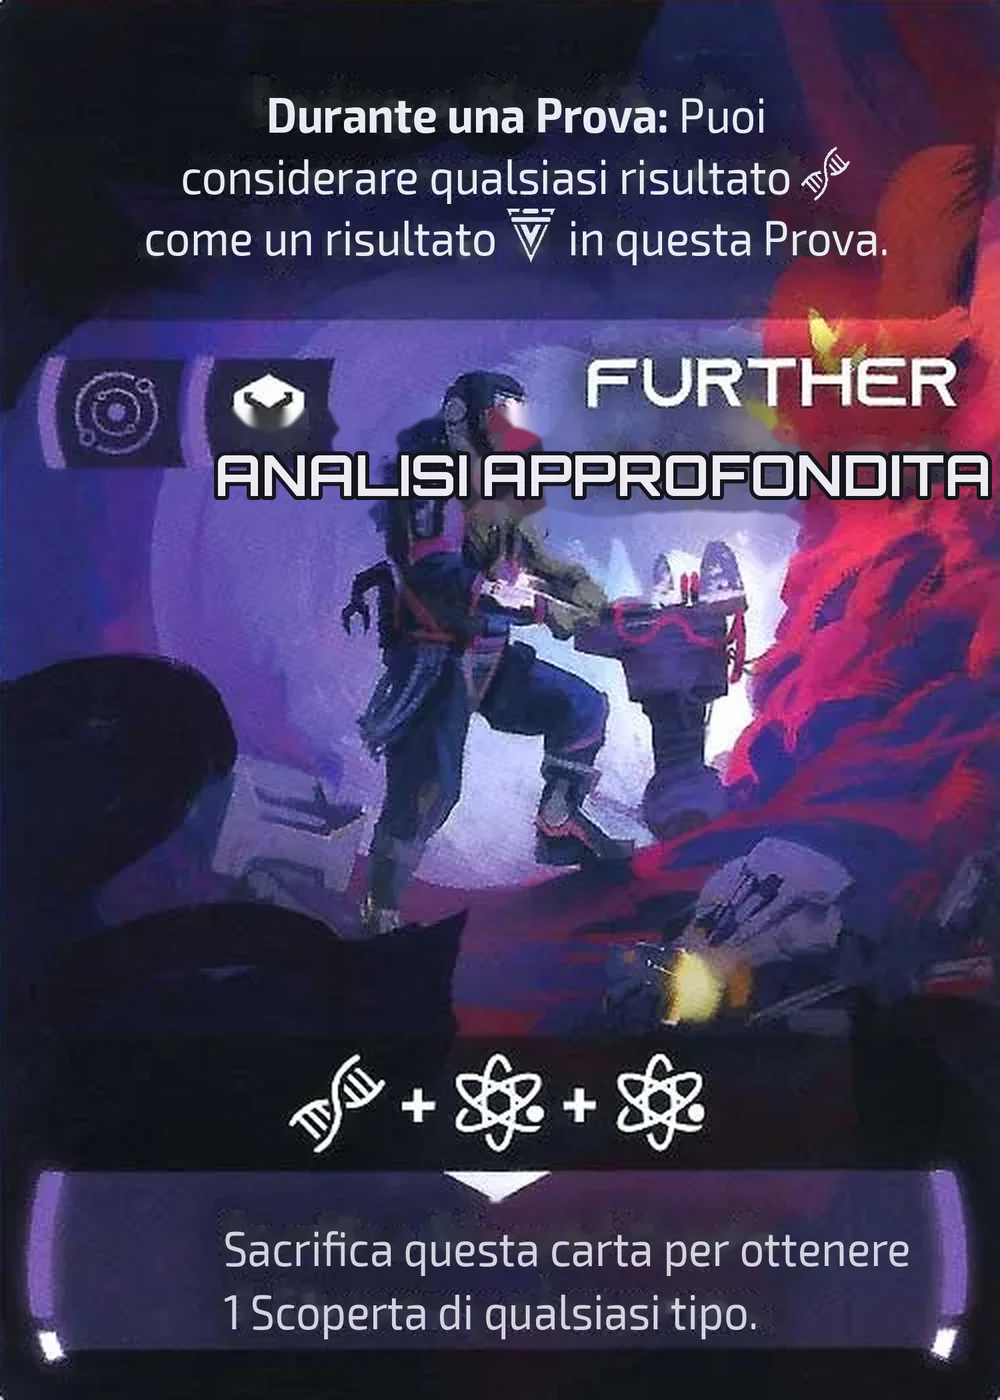 Durante una Prova: Puoi
considerare qualsiasi risultato
come un risultato in questa Prova.
FURTHER
ANALISI APPROFONDITA
+ +
Sacrifica questa carta per ottenere
1 Scoperta di qualsiasi tipo.